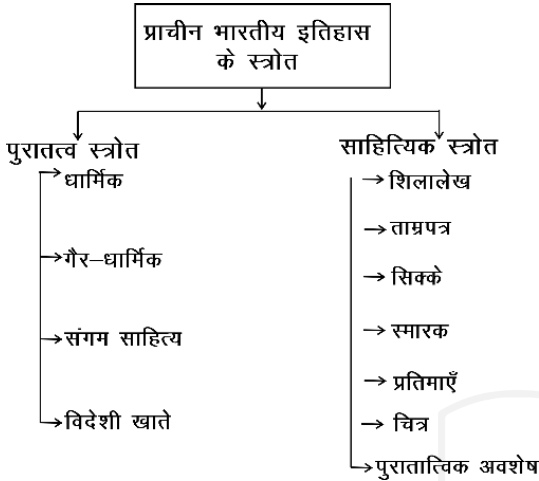 प्राचीन भारतीय इतिहास
के स्त्रोत
पुरातत्व स्त्रोत
धार्मिक
गैर–धार्मिक
संगम साहित्य
विदेशी खाते
साहित्यिक स्त्रोत
शिलालेख
ताम्रपत्र
सिक्के
स्मारक
प्रतिमाएँ
चित्र
पुरातात्विक अवशेष